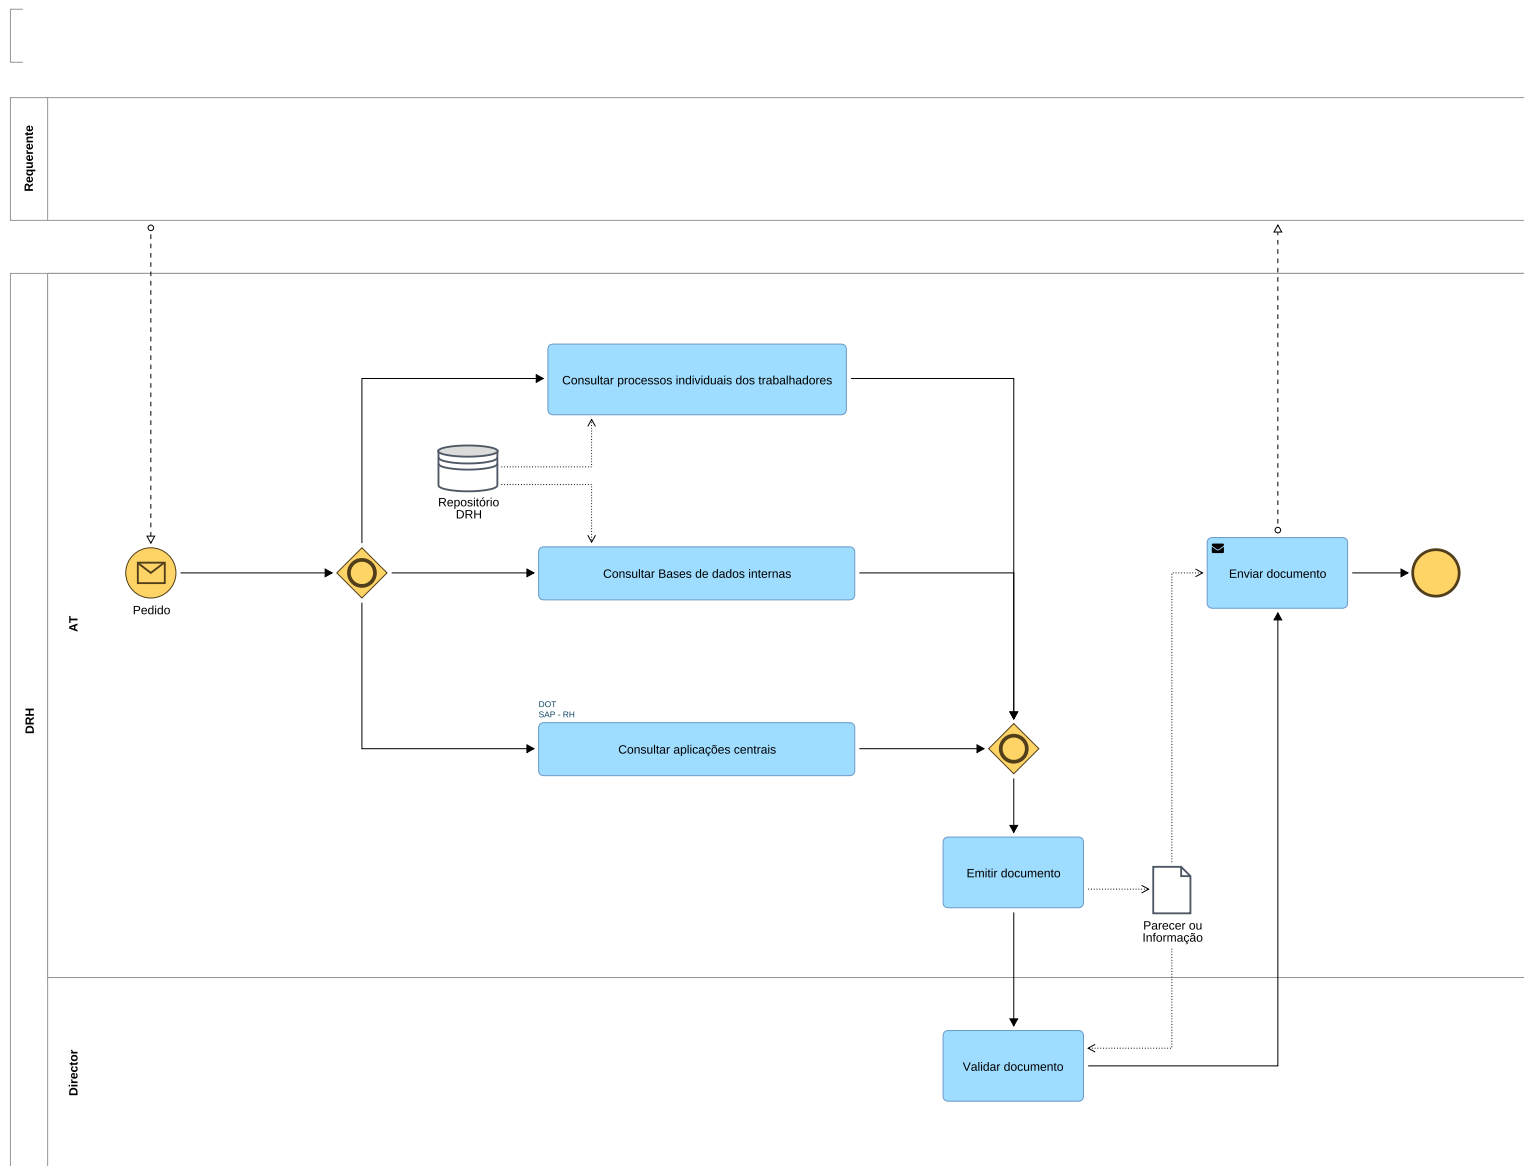 Requerente
DRH
AT
Director
Consultar processos individuais dos trabalhadores
Repositório
DRH
Pedido
Consultar Bases de dados internas
Enviar documento
DOT
SAP - RH
Consultar aplicações centrais
Emitir documento
Parecer ou
Informação
Validar documento